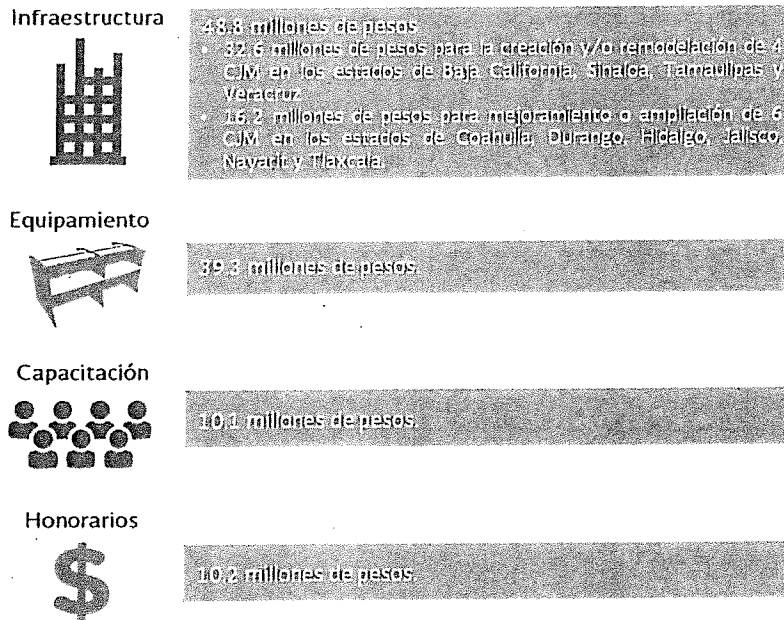 Infraestructura
48.8 millones de pesos
• 32.6 millones de pesos para la creación y/o remodelación de 4
CJM en los estados de Baja California, Sinaloa, Tamaulipas y
Veracruz
• 16.2 millones de pesos para mejoramiento o ampliación de 6
CJM en los estados de Coahuila, Durango, Hidalgo, Jalisco,
Nayarit y Tlaxcala.
Equipamiento
39.3 millones de pesos.
Capacitación
10.1 millones de pesos.
Honorarios
$
10.2 millones de pesos.